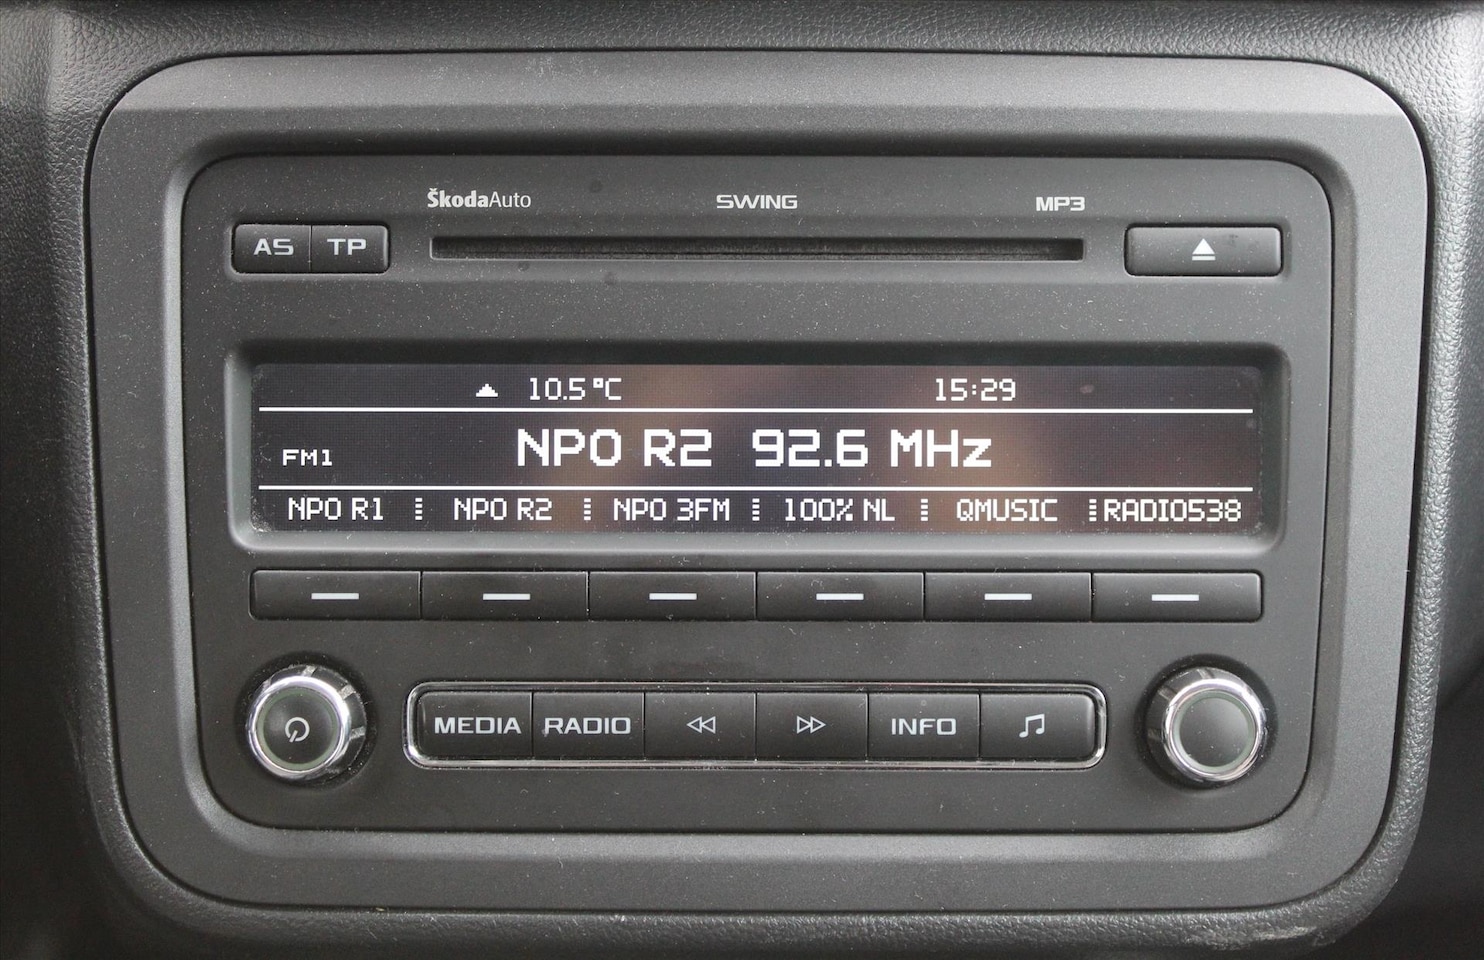 ŠkodaAuto SWING MP3
AS TP
10.5°C 15:29
FM1 NPO R2 92.6 MHz
NPO R1 NPO R2 NPO 3FM 100% NL QMUSIC RADIO538
MEDIA RADIO INFO